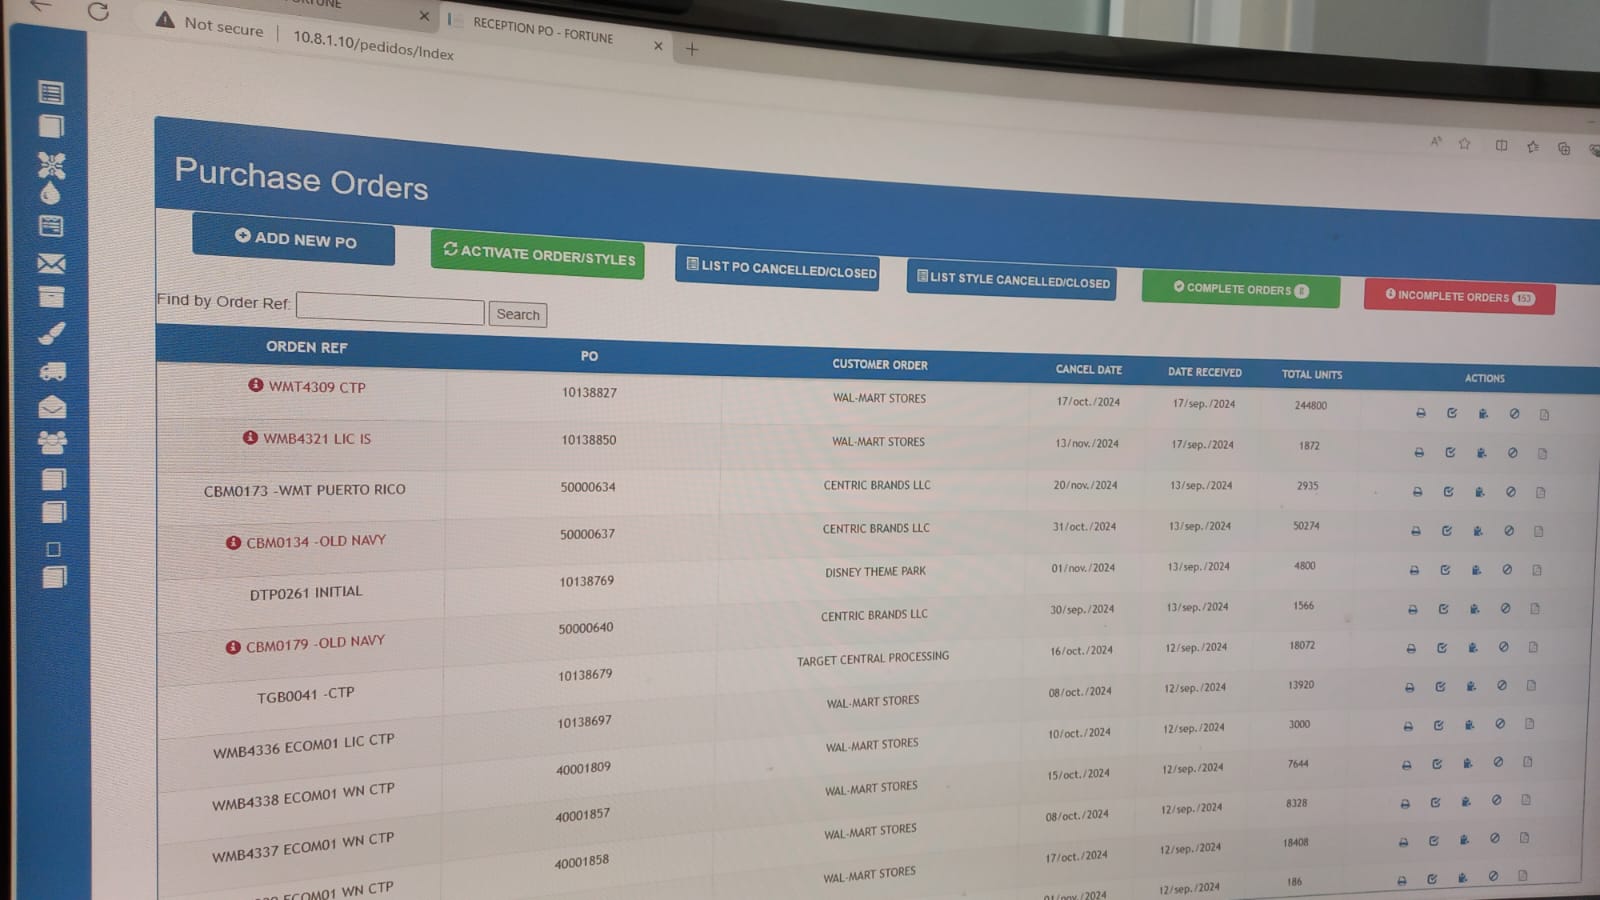 RECEPTION PO - FORTUNE
Not secure | 10.8.1.10/pedidos/Index
Purchase Orders
ADD NEW PO ACTIVATE ORDER/STYLES LIST PO CANCELLED/CLOSED LIST STYLE CANCELLED/CLOSED COMPLETE ORDERS INCOMPLETE ORDERS 153
Find by Order Ref: Search
ORDEN REF PO CUSTOMER ORDER CANCEL DATE DATE RECEIVED TOTAL UNITS ACTIONS
WMT4309 CTP 10138827 WAL-MART STORES 17/oct./2024 17/sep./2024 244800
WMB4321 LIC IS 10138850 WAL-MART STORES 13/nov./2024 17/sep./2024 1872
CBM0173 -WMT PUERTO RICO 50000634 CENTRIC BRANDS LLC 20/nov./2024 13/sep./2024 2935
CBM0134 -OLD NAVY 50000637 CENTRIC BRANDS LLC 31/oct./2024 13/sep./2024 50274
DTP0261 INITIAL 10138769 DISNEY THEME PARK 01/nov./2024 13/sep./2024 4800
CBM0179 -OLD NAVY 50000640 CENTRIC BRANDS LLC 30/sep./2024 13/sep./2024 1566
TGB0041 -CTP 10138679 TARGET CENTRAL PROCESSING 16/oct./2024 12/sep./2024 18072
WMB4336 ECOM01 LIC CTP 10138697 WAL-MART STORES 08/oct./2024 12/sep./2024 13920
WMB4338 ECOM01 WN CTP 40001809 WAL-MART STORES 10/oct./2024 12/sep./2024 3000
WMB4337 ECOM01 WN CTP 40001857 WAL-MART STORES 15/oct./2024 12/sep./2024 7644
ECOM01 WN CTP 40001858 WAL-MART STORES 08/oct./2024 12/sep./2024 8328
WAL-MART STORES 17/oct./2024 12/sep./2024 18408
01/nov./2024 12/sep./2024 186